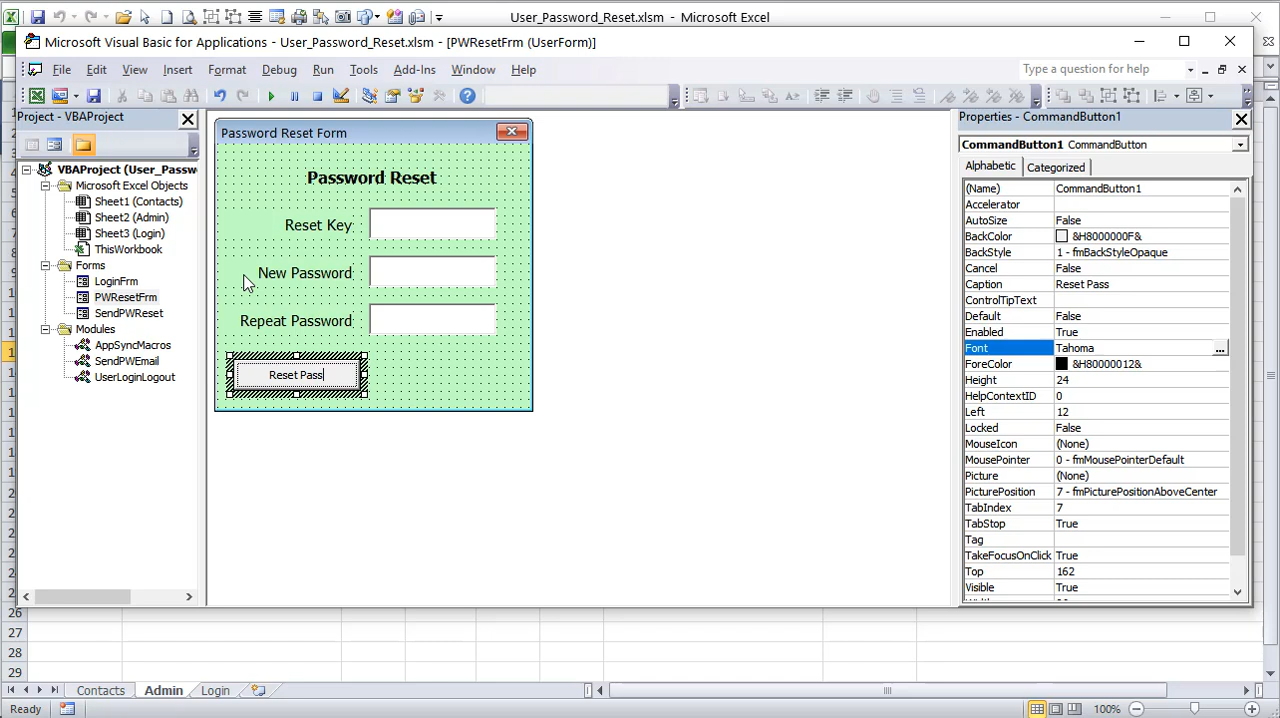 User_Password_Reset.xlsm - Microsoft Excel
Microsoft Visual Basic for Applications - User_Password_Reset.xlsm - [PWResetFrm (UserForm)]
File Edit View Insert Format Debug Run Tools Add-Ins Window Help
Type a question for help
Project - VBAProject
VBAProject (User_Passw
Microsoft Excel Objects
Sheet1 (Contacts)
Sheet2 (Admin)
Sheet3 (Login)
ThisWorkbook
Forms
LoginFrm
PWResetFrm
SendPWReset
Modules
AppSyncMacros
SendPWEmail
UserLoginLogout
Password Reset Form
Password Reset
Reset Key
New Password
Repeat Password
Reset Pass
Properties - CommandButton1
CommandButton1 CommandButton
Alphabetic Categorized
(Name) CommandButton1
Accelerator
AutoSize False
BackColor &H8000000F&
BackStyle 1 - fmBackStyleOpaque
Cancel False
Caption Reset Pass
ControlTipText
Default False
Enabled True
Font Tahoma ...
ForeColor &H80000012&
Height 24
HelpContextID 0
Left 12
Locked False
MouseIcon (None)
MousePointer 0 - fmMousePointerDefault
Picture (None)
PicturePosition 7 - fmPicturePositionAboveCenter
TabIndex 7
TabStop True
Tag
TakeFocusOnClick True
Top 162
Visible True
26
27
28
29
Contacts Admin Login
Ready
100%